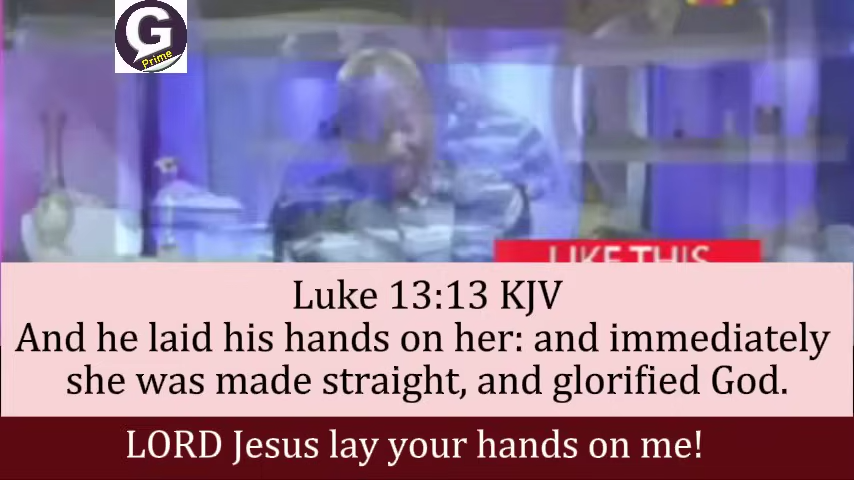 G
Prime
LIKE THIS
Luke 13:13 KJV
And he laid his hands on her: and immediately
she was made straight, and glorified God.
LORD Jesus lay your hands on me!